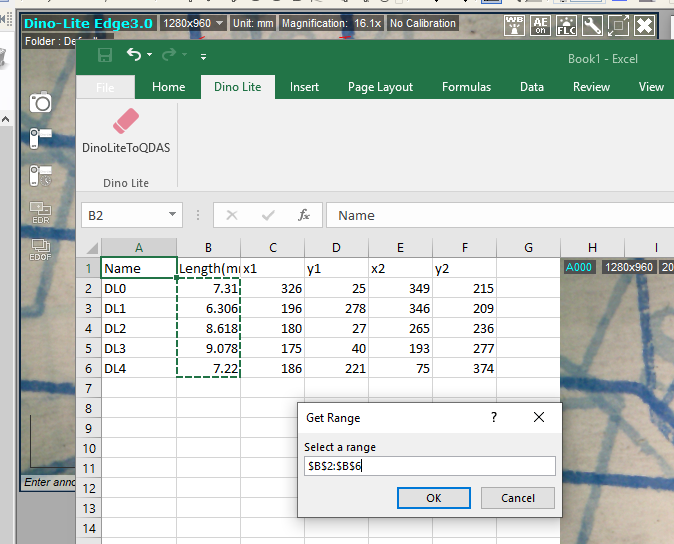 Dino-Lite Edge3.0 1280x960 Unit: mm Magnification: 16.1x No Calibration WB AE on FLC
Folder : De
Book1 - Excel
File Home Dino Lite Insert Page Layout Formulas Data Review View
DinoLiteToQDAS
Dino Lite
EDR
EDOF
B2 fx Name
A B C D E F G H I
1 Name Length(m x1 y1 x2 y2 A000 1280x960 20
2 DL0 7.31 326 25 349 215
3 DL1 6.306 196 278 346 209
4 DL2 8.618 180 27 265 236
5 DL3 9.078 175 40 193 277
6 DL4 7.22 186 221 75 374
7
8
9
10
11
12
13
14
Get Range ?
Select a range
$B$2:$B$6
OK Cancel
Enter anno